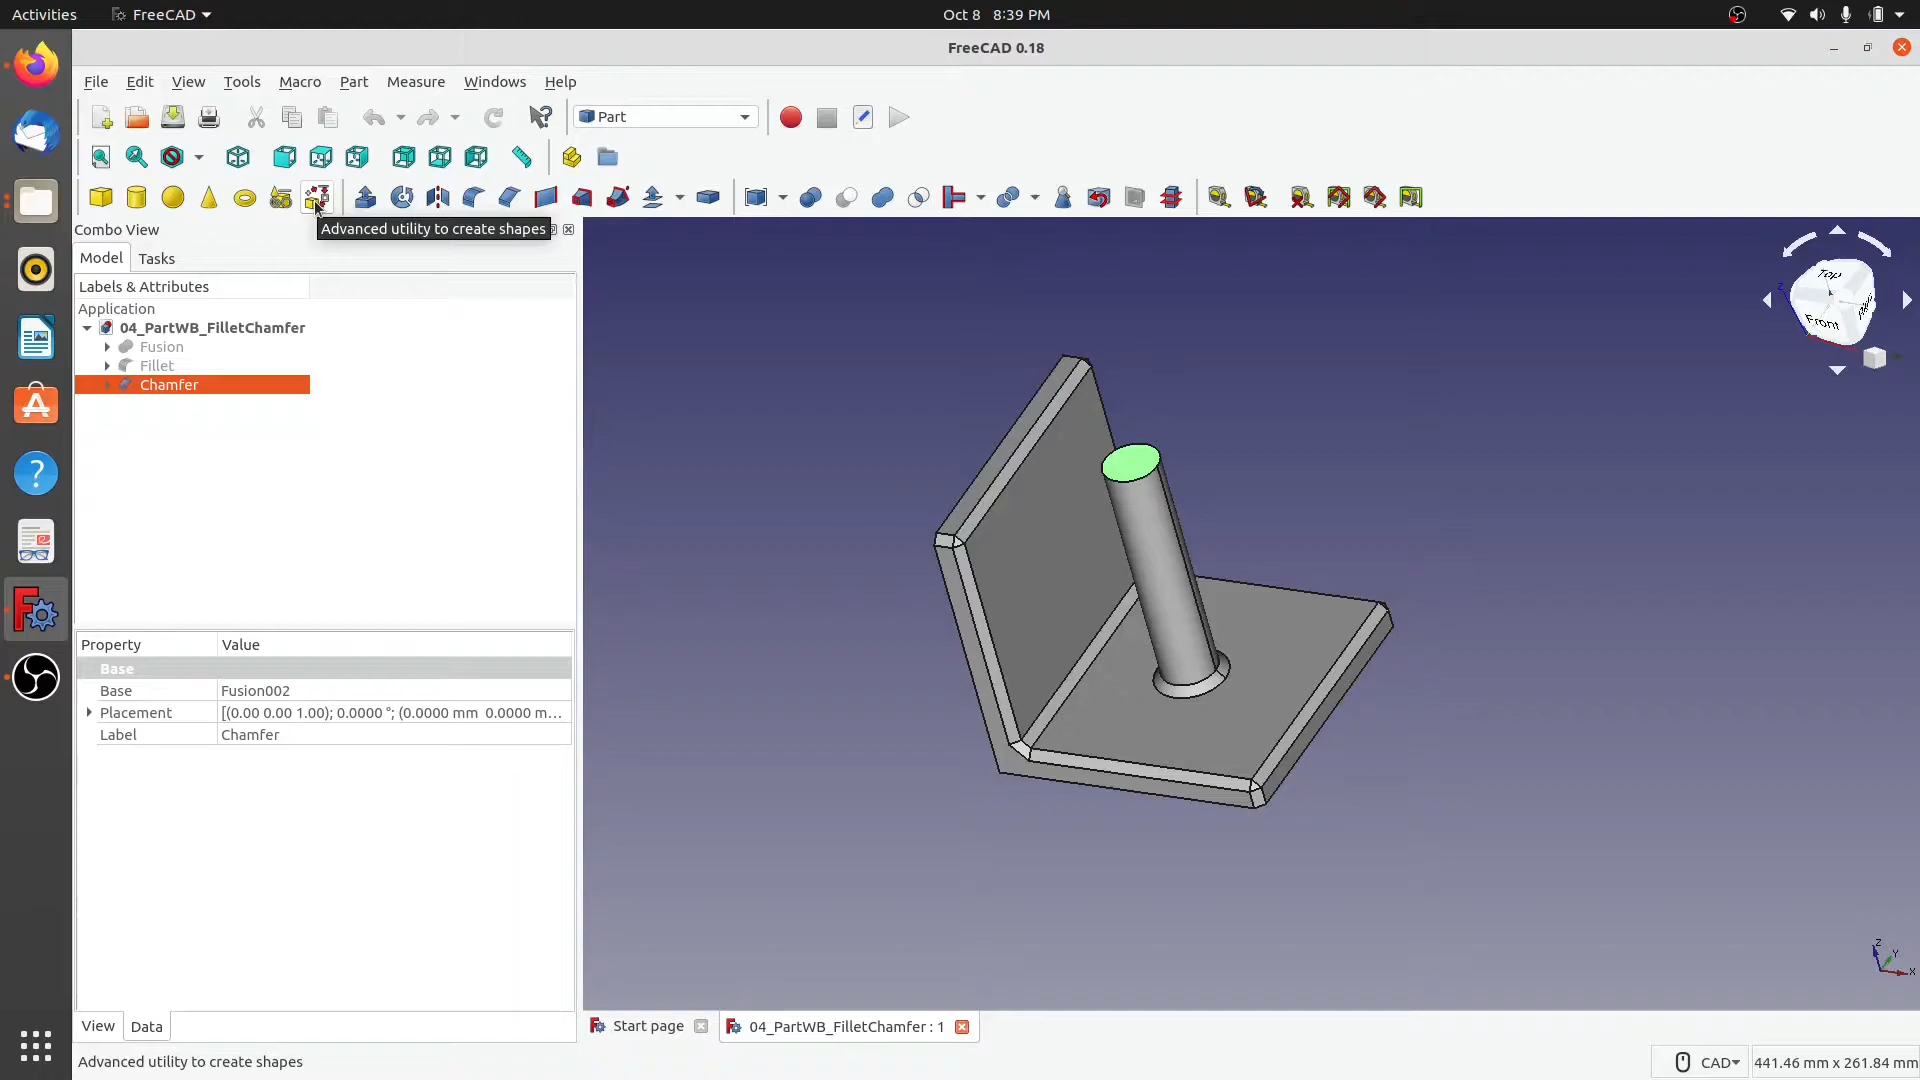 Activities FreeCAD Oct 8 8:39 PM
FreeCAD 0.18
File Edit View Tools Macro Part Measure Windows Help
Part
Advanced utility to create shapes
Combo View
Model Tasks
Labels & Attributes
Application
04_PartWB_FilletChamfer
Fusion
Fillet
Chamfer
Top
Front
Property Value
Base
Base Fusion002
Placement [(0.00 0.00 1.00); 0.0000 °; (0.0000 mm 0.0000 m...
Label Chamfer
Z
Z
Y
X
View Data
Start page 04_PartWB_FilletChamfer : 1
Advanced utility to create shapes
CAD 441.46 mm x 261.84 mm